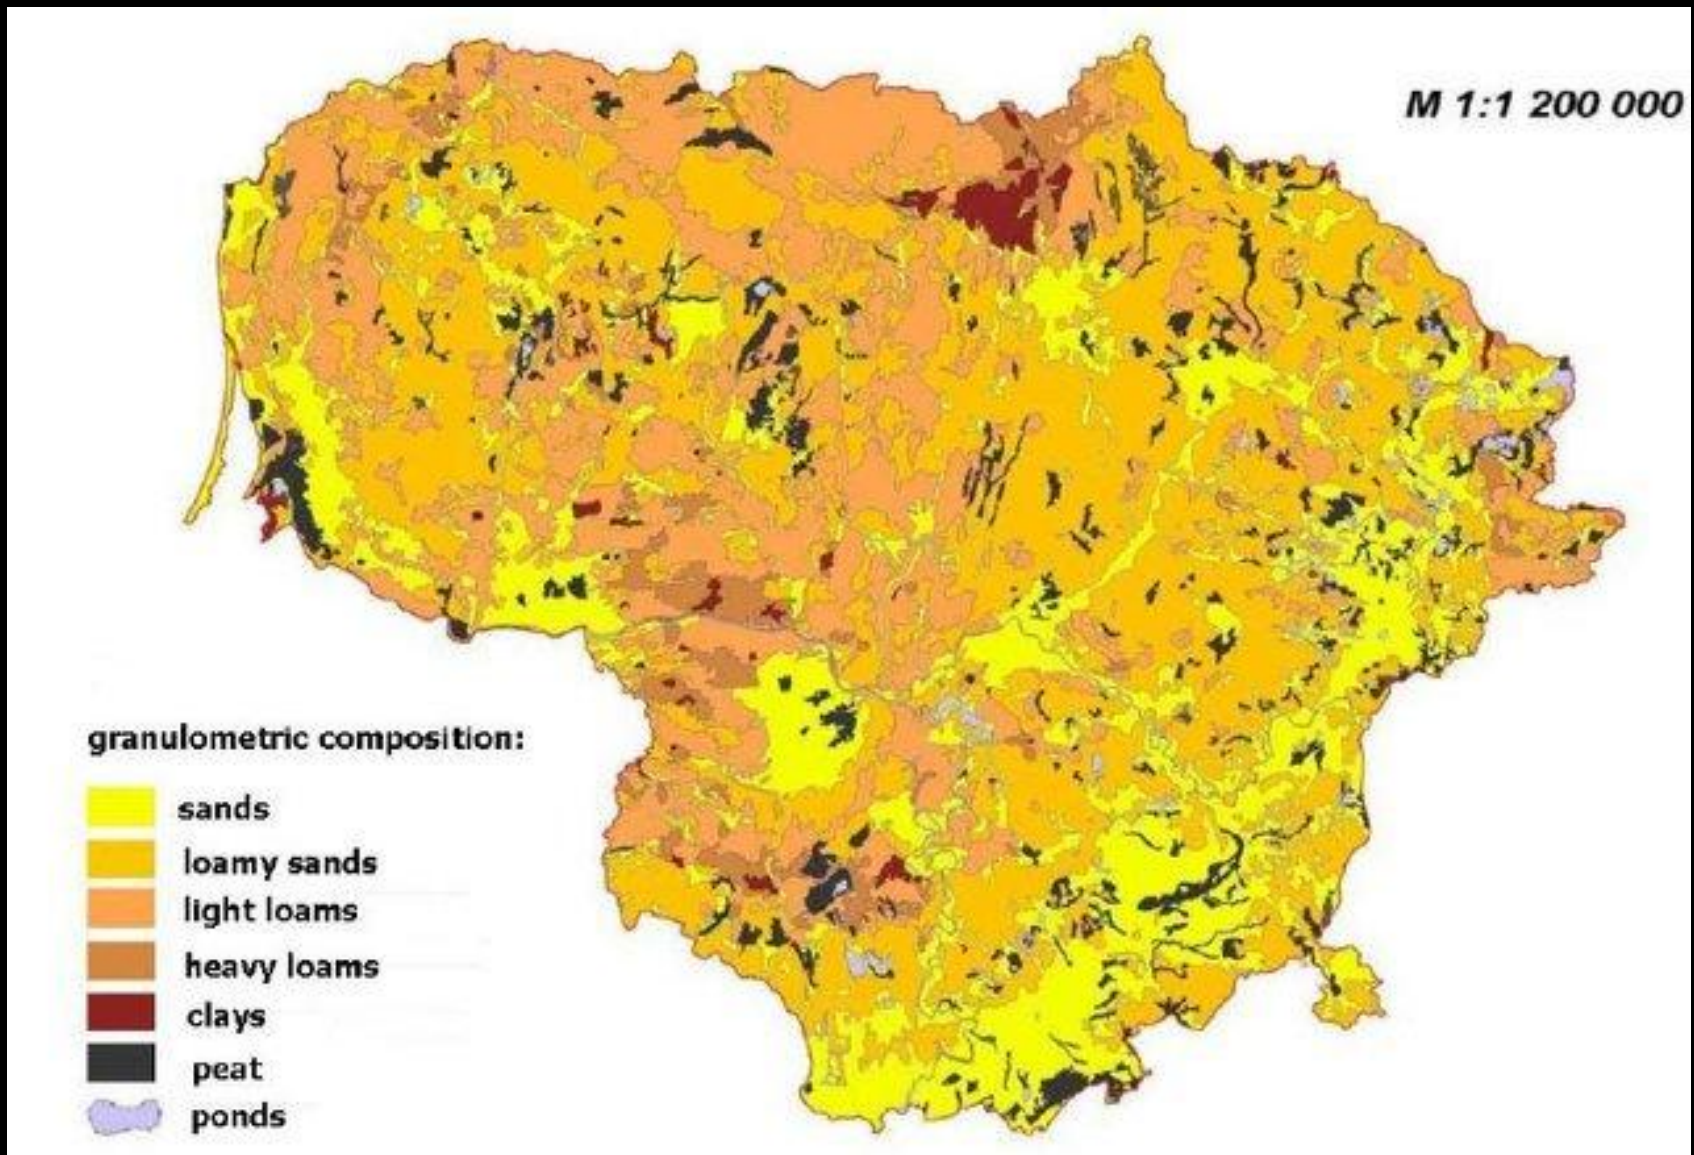 M 1:1 200 000
granulometric composition:
sands
loamy sands
light loams
heavy loams
clays
peat
ponds